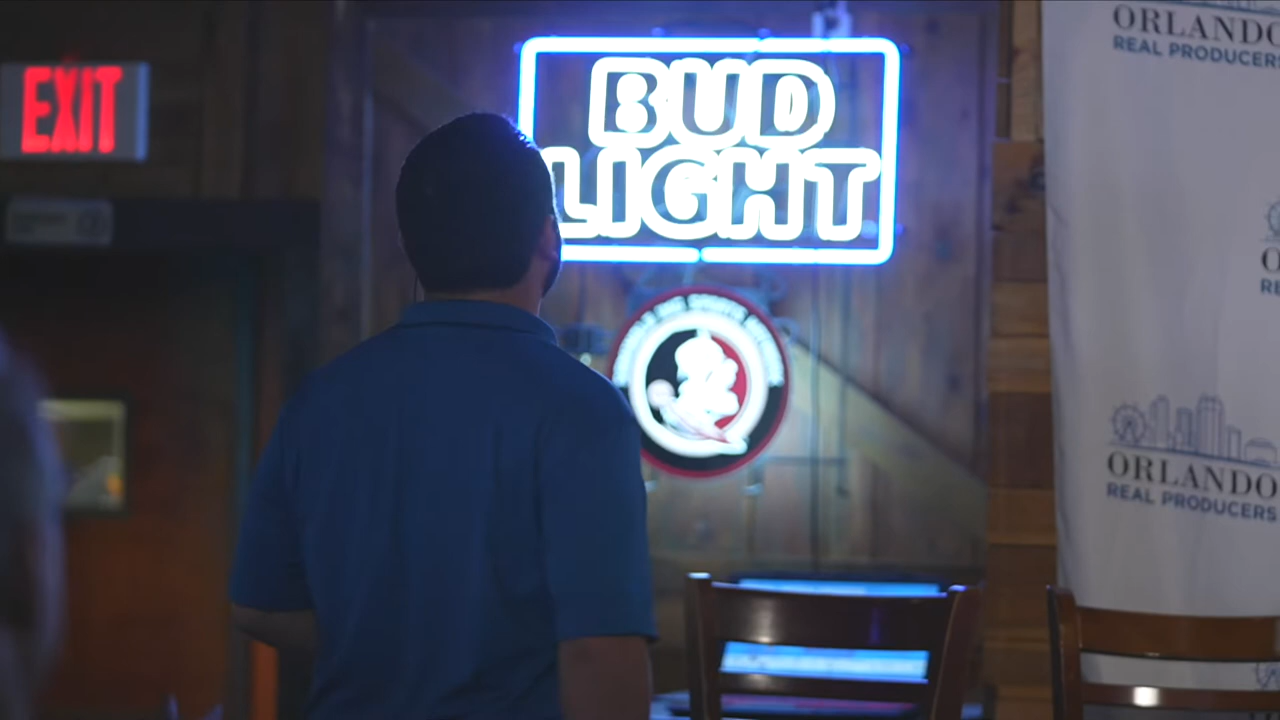 EXIT
BUD
LIGHT
ORLANDO
REAL PRODUCERS
ORLANDO
REAL PRODUCERS